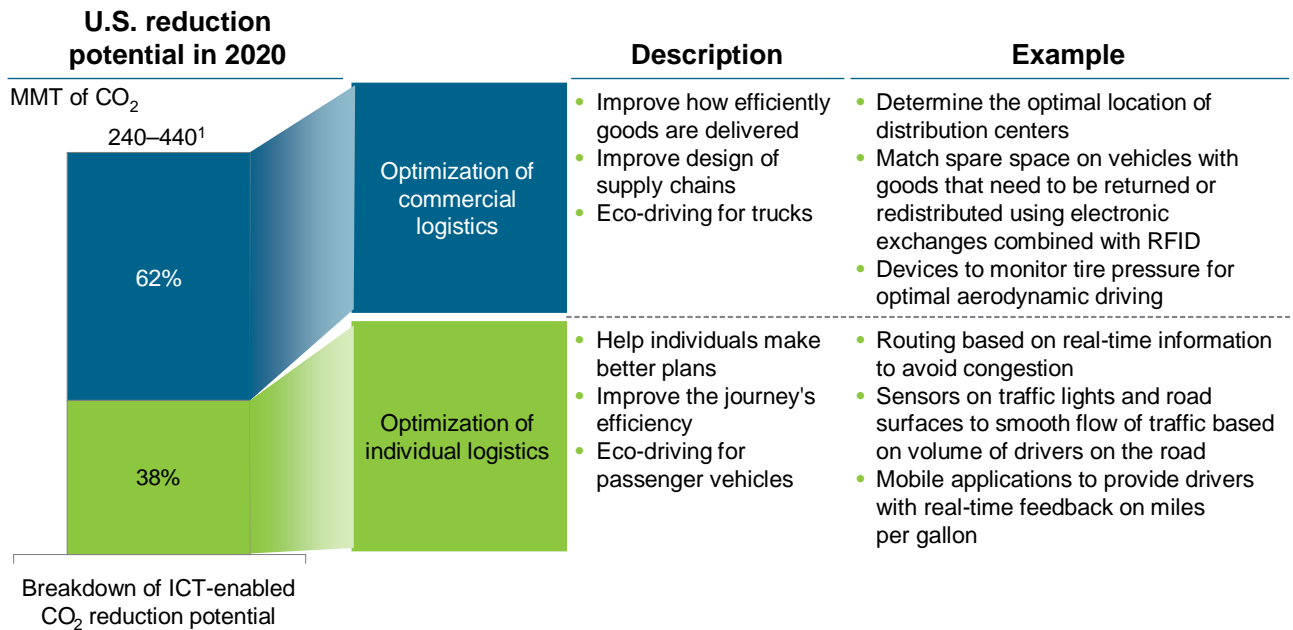 U.S. reduction
potential in 2020
Description
Example
MMT of CO₂
240–440¹
62%
38%
Breakdown of ICT-enabled
CO₂ reduction potential
Optimization of
commercial
logistics
• Improve how efficiently
goods are delivered
• Improve design of
supply chains
• Eco-driving for trucks
• Determine the optimal location of
distribution centers
• Match spare space on vehicles with
goods that need to be returned or
redistributed using electronic
exchanges combined with RFID
• Devices to monitor tire pressure for
optimal aerodynamic driving
Optimization of
individual logistics
• Help individuals make
better plans
• Improve the journey's
efficiency
• Eco-driving for
passenger vehicles
• Routing based on real-time information
to avoid congestion
• Sensors on traffic lights and road
surfaces to smooth flow of traffic based
on volume of drivers on the road
• Mobile applications to provide drivers
with real-time feedback on miles
per gallon